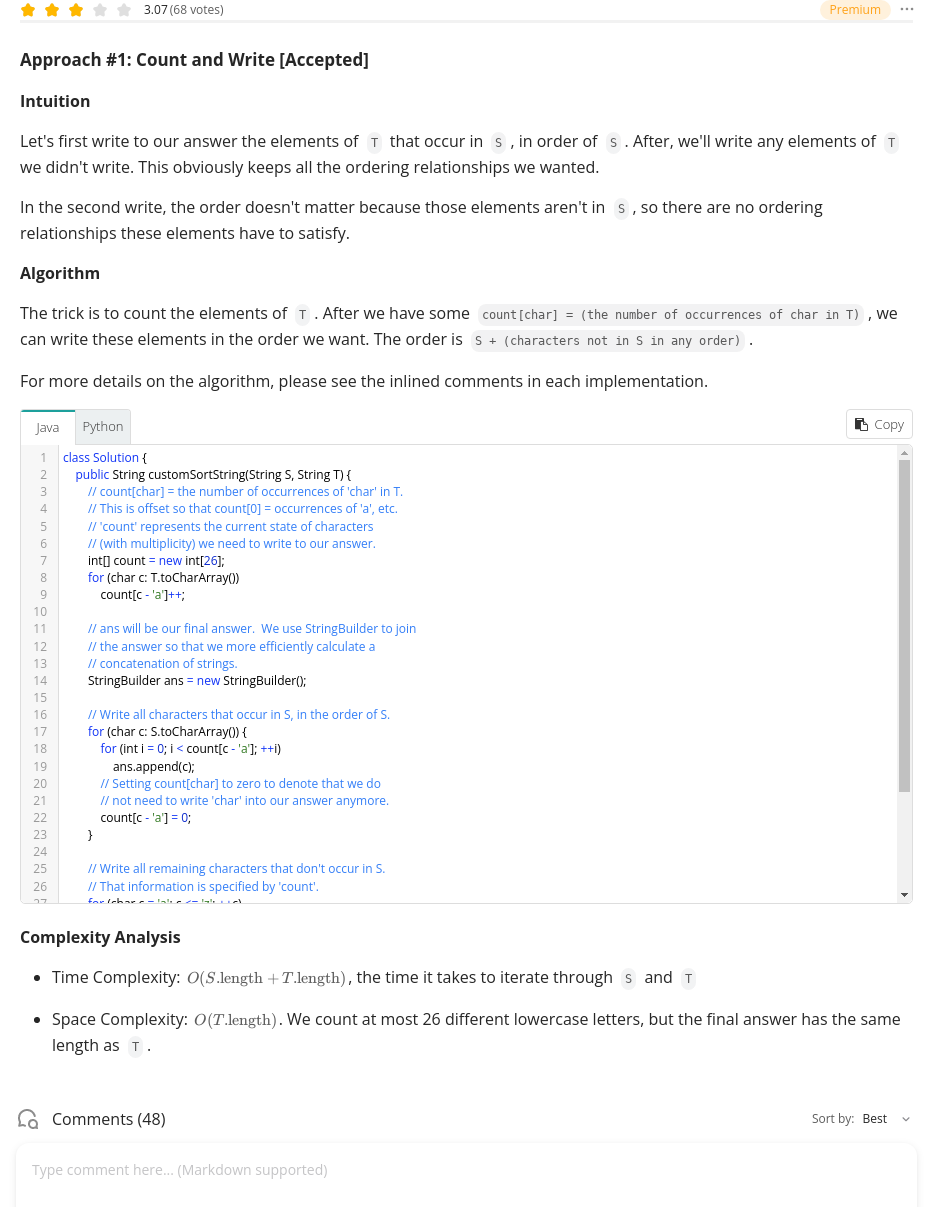 3.07 (68 votes) Premium ...
Approach #1: Count and Write [Accepted]
Intuition
Let's first write to our answer the elements of T that occur in S , in order of S . After, we'll write any elements of T
we didn't write. This obviously keeps all the ordering relationships we wanted.
In the second write, the order doesn't matter because those elements aren't in S , so there are no ordering
relationships these elements have to satisfy.
Algorithm
The trick is to count the elements of T . After we have some count[char] = (the number of occurrences of char in T) , we
can write these elements in the order we want. The order is S + (characters not in S in any order) .
For more details on the algorithm, please see the inlined comments in each implementation.
Java Python Copy
1 class Solution {
2 public String customSortString(String S, String T) {
3 // count[char] = the number of occurrences of 'char' in T.
4 // This is offset so that count[0] = occurrences of 'a', etc.
5 // 'count' represents the current state of characters
6 // (with multiplicity) we need to write to our answer.
7 int[] count = new int[26];
8 for (char c: T.toCharArray())
9 count[c - 'a']++;
10
11 // ans will be our final answer.  We use StringBuilder to join
12 // the answer so that we more efficiently calculate a
13 // concatenation of strings.
14 StringBuilder ans = new StringBuilder();
15
16 // Write all characters that occur in S, in the order of S.
17 for (char c: S.toCharArray()) {
18 for (int i = 0; i < count[c - 'a']; ++i)
19 ans.append(c);
20 // Setting count[char] to zero to denote that we do
21 // not need to write 'char' into our answer anymore.
22 count[c - 'a'] = 0;
23 }
24
25 // Write all remaining characters that don't occur in S.
26 // That information is specified by 'count'.
27 for (char c = 'a'; c <= 'z'; ++c)
Complexity Analysis
• Time Complexity: O(S.length + T.length), the time it takes to iterate through S and T
• Space Complexity: O(T.length). We count at most 26 different lowercase letters, but the final answer has the same
length as T .
Comments (48) Sort by: Best
Type comment here... (Markdown supported)